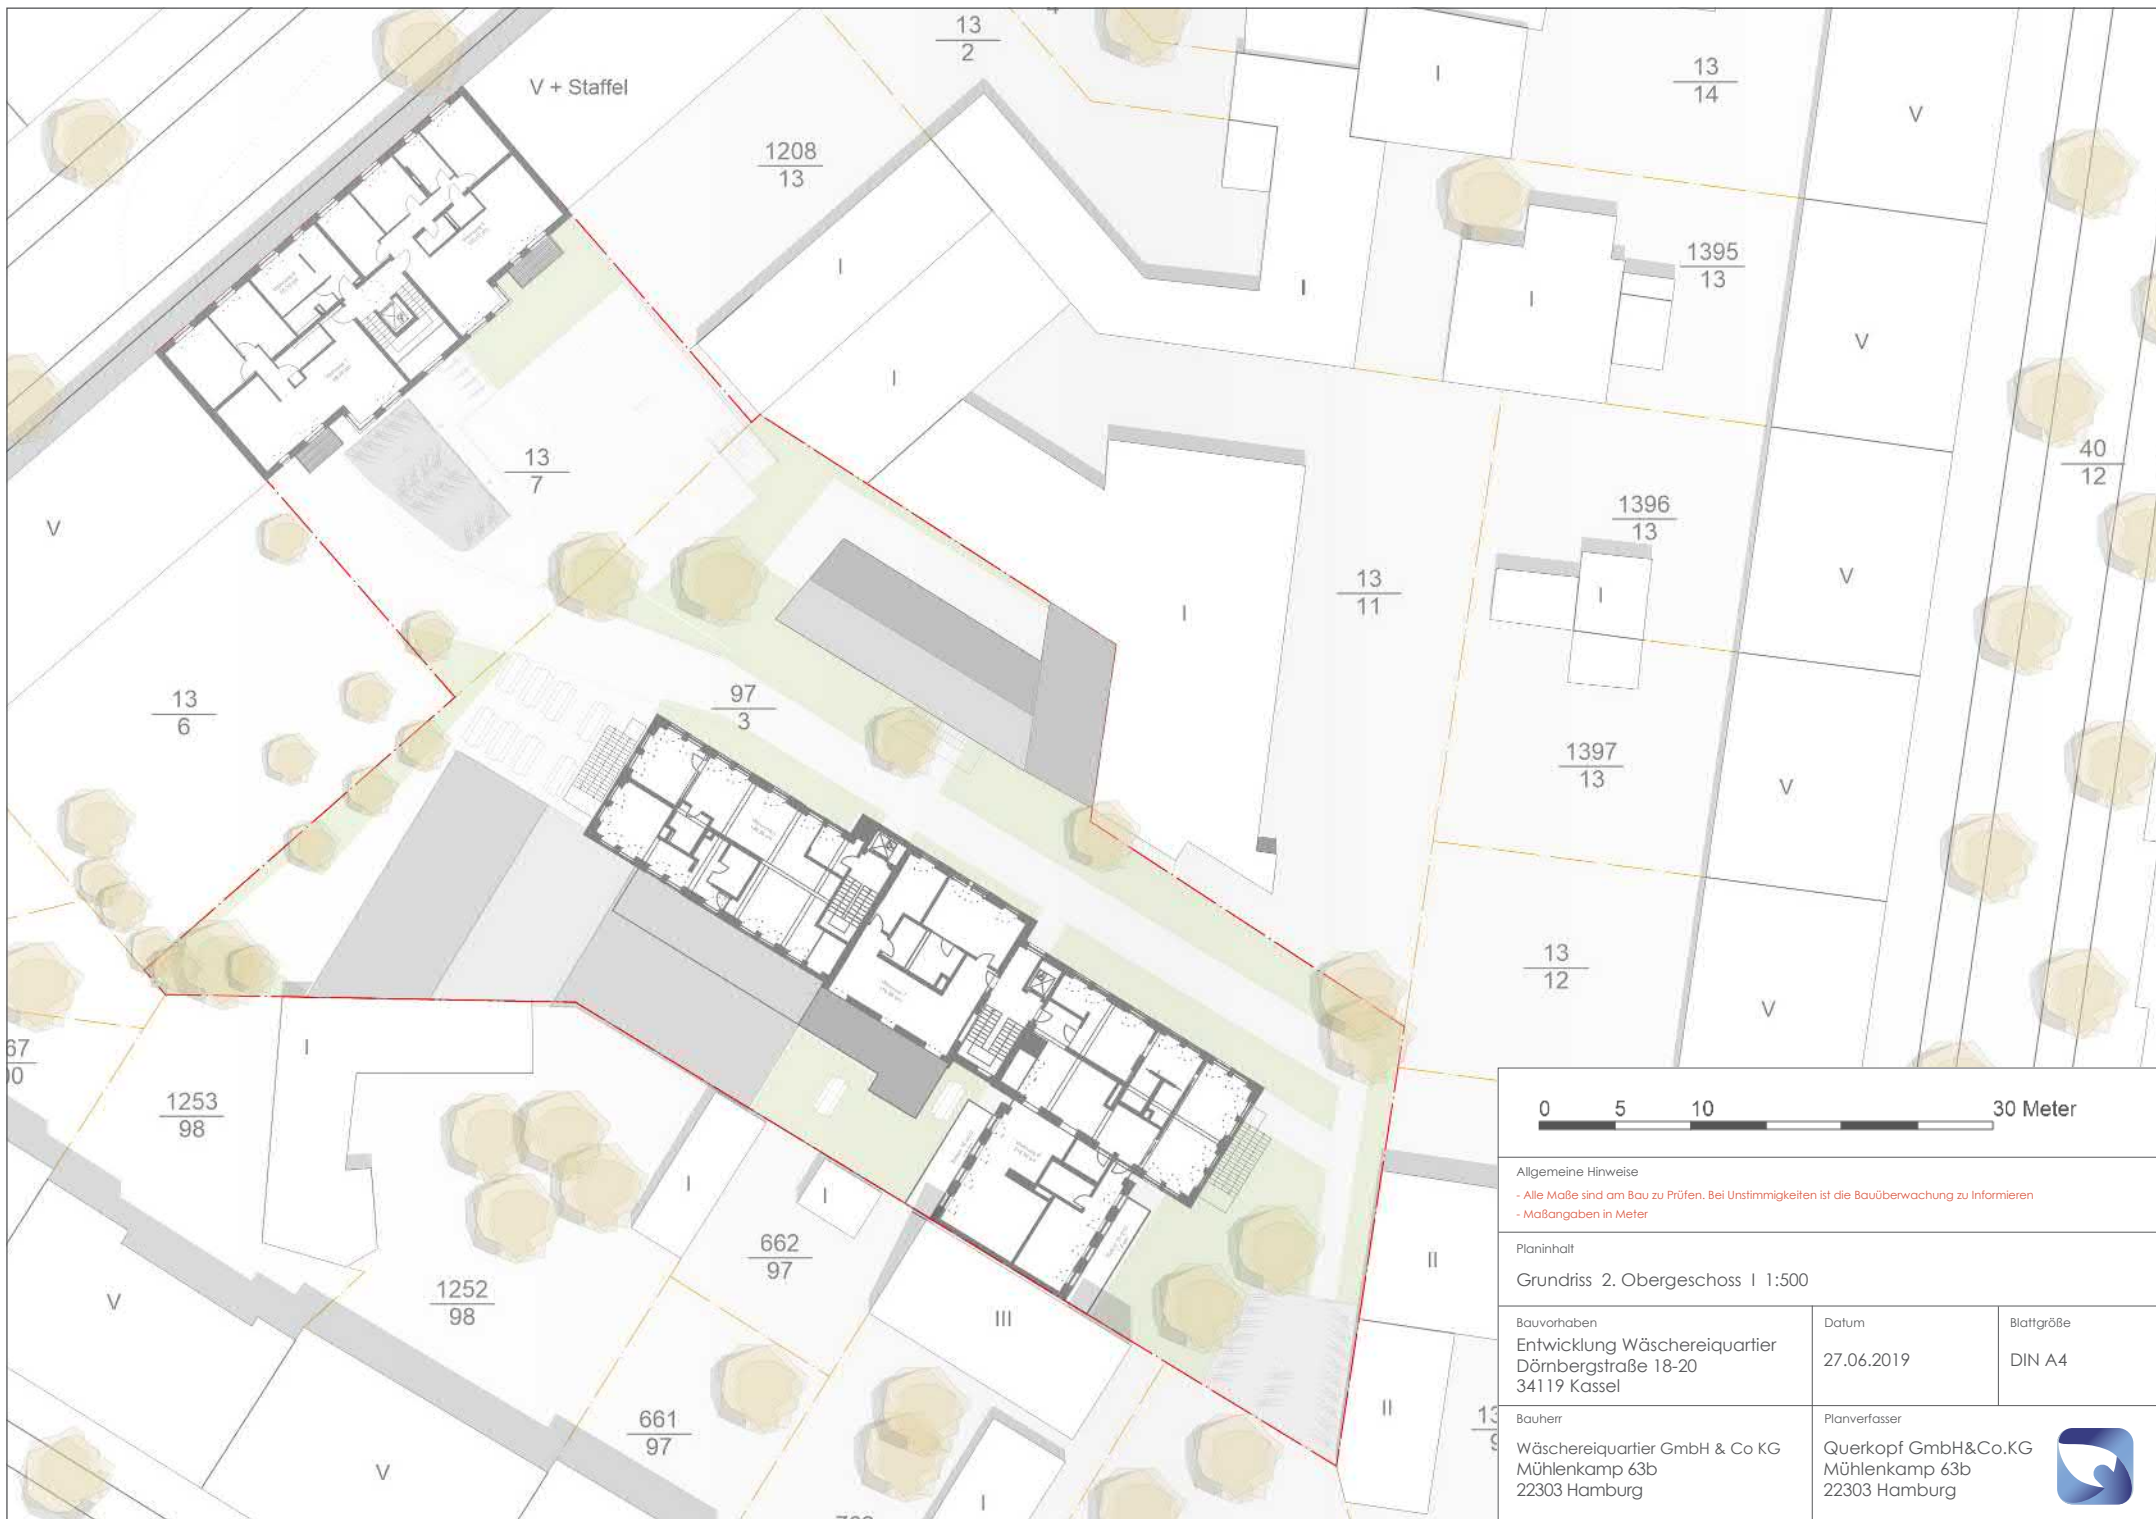 13
2
V + Staffel
I
13
14
V
1208
13
1395
13
I
I
I
V
I
40
12
13
7
V
1396
13
V
13
11
I
I
13
6
97
3
1397
13
V
13
12
V
67
I
1253
98
I
I
662
97
II
V
1252
98
III
661
97
II
V
I
0 5 10 30 Meter
Allgemeine Hinweise
- Alle Maße sind am Bau zu Prüfen. Bei Unstimmigkeiten ist die Bauüberwachung zu Informieren
- Maßangaben in Meter
Planinhalt
Grundriss 2. Obergeschoss I 1:500
Bauvorhaben
Entwicklung Wäschereiquartier
Dörnbergstraße 18-20
34119 Kassel
Datum
27.06.2019
Blattgröße
DIN A4
Bauherr
Wäschereiquartier GmbH & Co KG
Mühlenkamp 63b
22303 Hamburg
Planverfasser
Querkopf GmbH&Co.KG
Mühlenkamp 63b
22303 Hamburg